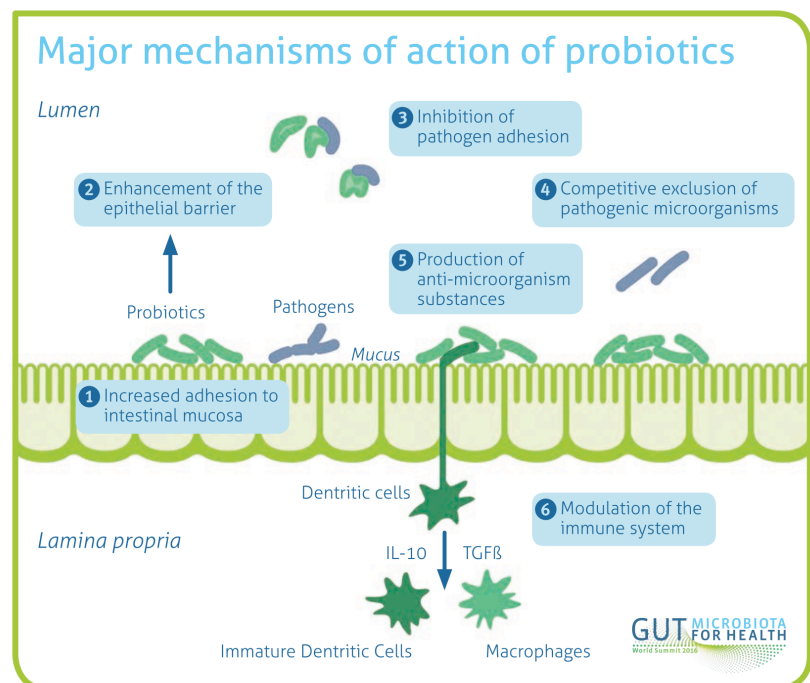 Major mechanisms of action of probiotics
Lumen
3 Inhibition of
pathogen adhesion
2 Enhancement of the
epithelial barrier
4 Competitive exclusion of
pathogenic microorganisms
5 Production of
anti-microorganism
substances
Probiotics
Pathogens
Mucus
1 Increased adhesion to
intestinal mucosa
Dentritic cells
6 Modulation of the
immune system
Lamina propria
IL-10 TGFß
Immature Dentritic Cells
Macrophages
GUT MICROBIOTA
FOR HEALTH
World Summit 2016